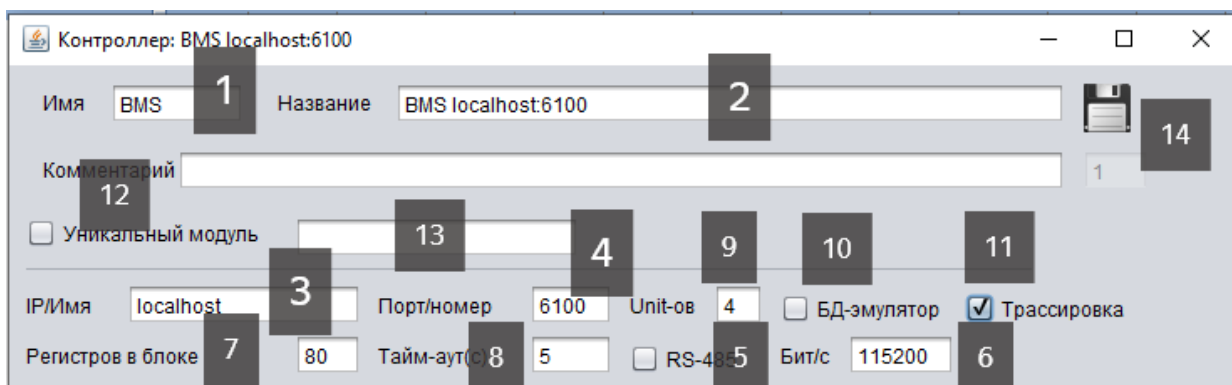 Контроллер: BMS localhost:6100
1 2
Имя BMS Название BMS localhost:6100
14
Комментарий 1
12
Уникальный модуль 13 4 9 10 11
3
IP/Имя localhost Порт/номер 6100 Unit-ов 4 БД-эмулятор Трассировка
7 8 5 6
Регистров в блоке 80 Тайм-аут(с) 5 RS-485 Бит/с 115200